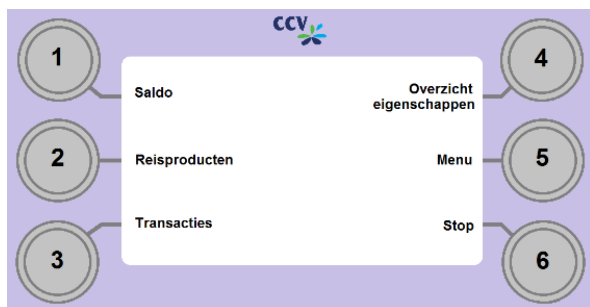 CCV
1
4
Saldo
Overzicht
eigenschappen
2
Reisproducten
Menu
5
Transacties
Stop
3
6